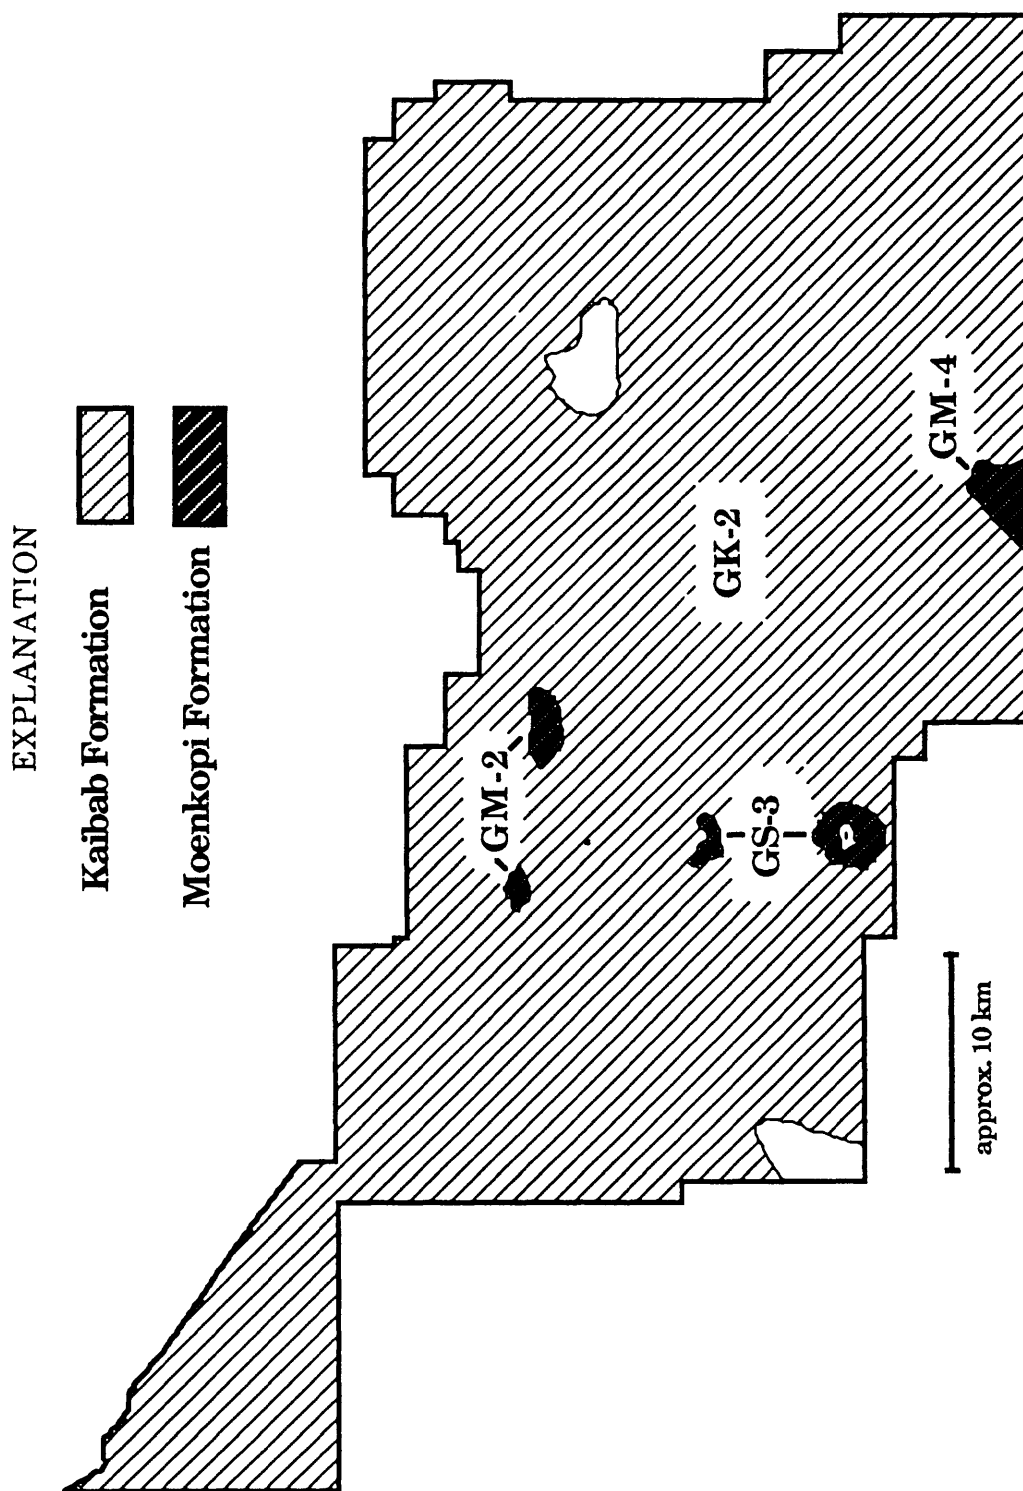 EXPLANATION
Kaibab Formation
Moenkopi Formation
GM-2
GS-3
GK-2
GM-4
approx. 10 km